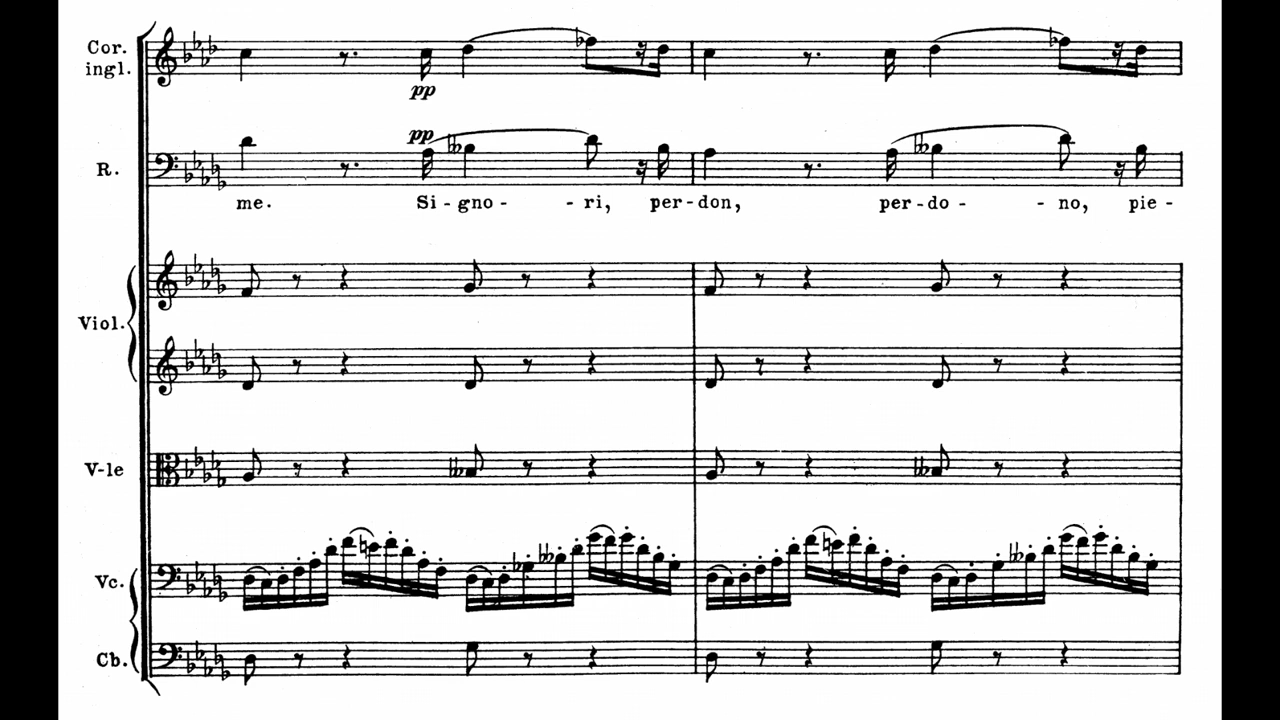 Cor.
ingl.
pp
pp
R.
me. Si - gno - - ri, per - don, per - do - - no, pie -
Viol.
V-le
Vc.
Cb.